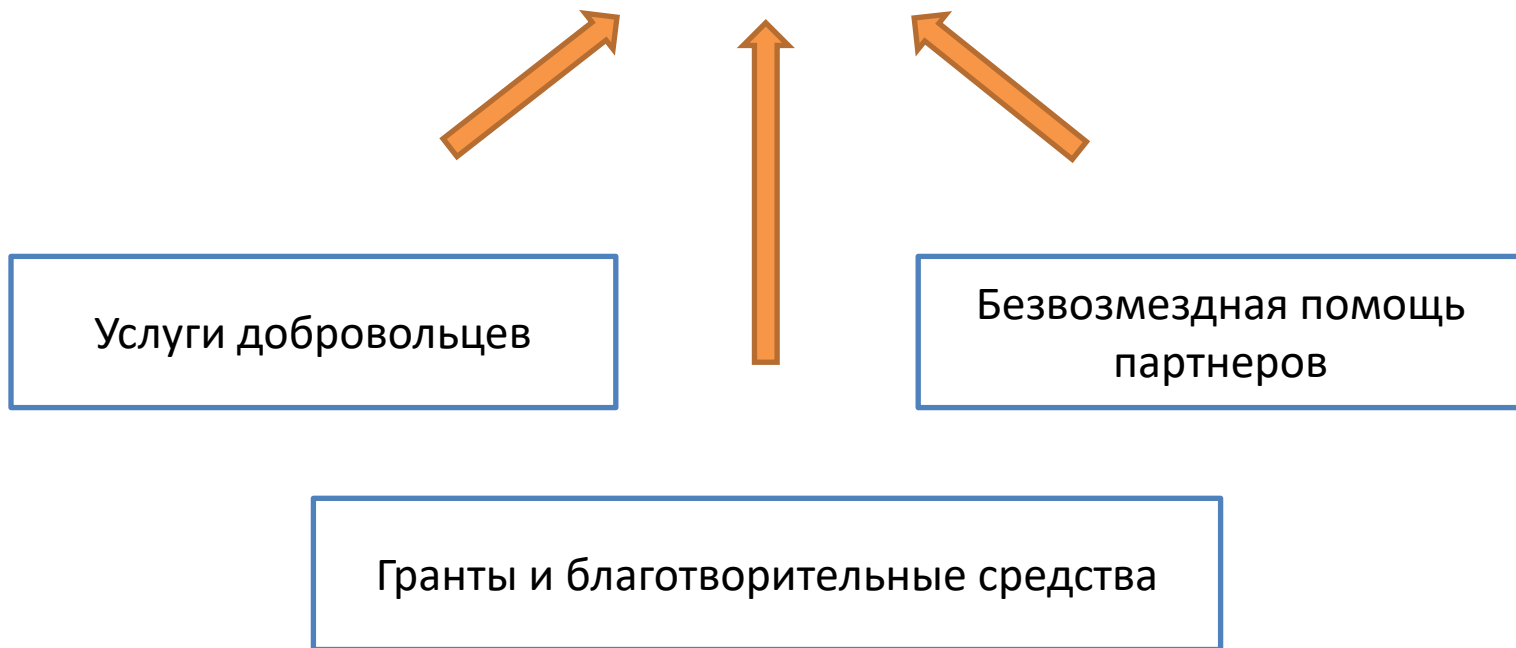 Услуги добровольцев
Безвозмездная помощь
партнеров
Гранты и благотворительные средства